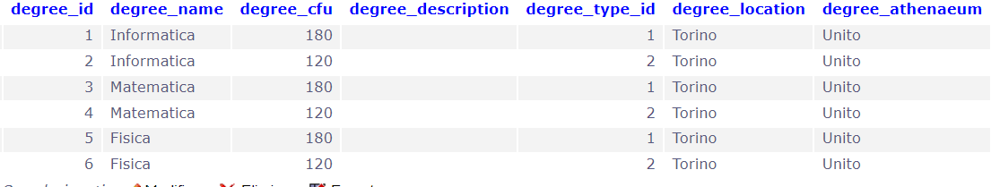 degree_id degree_name degree_cfu degree_description degree_type_id degree_location degree_athenaeum
1 Informatica 180 1 Torino Unito
2 Informatica 120 2 Torino Unito
3 Matematica 180 1 Torino Unito
4 Matematica 120 2 Torino Unito
5 Fisica 180 1 Torino Unito
6 Fisica 120 2 Torino Unito